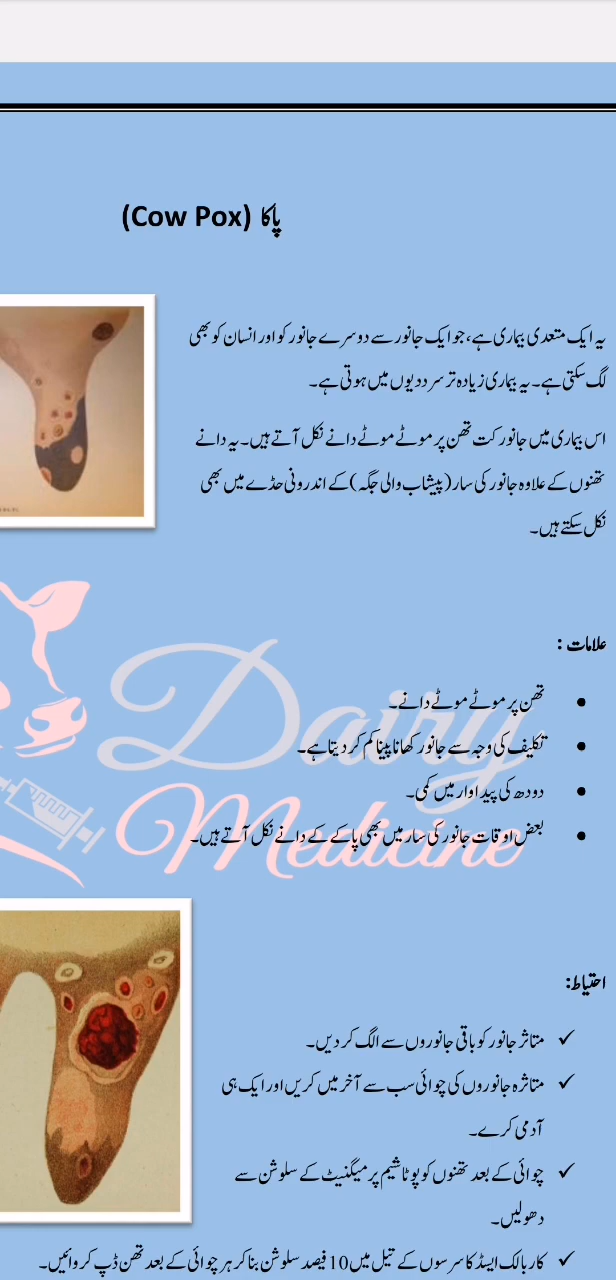 پاکا (Cow Pox)
یہ ایک متعدی بیماری ہے، جو ایک جانور سے دوسرے جانور کو اور انسان کو بھی
لگ سکتی ہے۔ یہ بیماری زیادہ تر سردیوں میں ہوتی ہے۔
اس بیماری میں جانور کت تھن پر موٹے موٹے دانے نکل آتے ہیں۔ یہ دانے
تھنوں کے علاوہ جانور کی سار (پیشاب والی جگہ) کے اندرونی حڈے میں بھی
نکل سکتے ہیں۔
علامات :
• تھن پر موٹے موٹے دانے۔
• تکلیف کی وجہ سے جانور کھانا پینا کم کر دیتا ہے۔
• دودھ کی پیداوار میں کمی۔
• بعض اوقات جانور کی سار میں بھی پاکے کے دانے نکل آتے ہیں۔
Dairy
Medicine
احتیاط:
✓ متاثر جانور کو باقی جانوروں سے الگ کر دیں۔
✓ متاثرہ جانوروں کی چوائی سب سے آخر میں کریں اور ایک ہی
آدمی کرے۔
✓ چوائی کے بعد تھنوں کو پوٹاشیم پر میگنیٹ کے سلوشن سے
دھولیں۔
✓ کاربالک ایسڈ کا سرسوں کے تیل میں 10 فیصد سلوشن بنا کر ہر چوائی کے بعد تھن ڈپ کروائیں۔